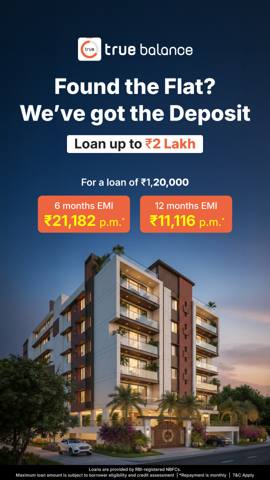 true
true balance
Found the Flat?
We've got the Deposit
Loan up to ₹2 Lakh
For a loan of ₹1,20,000
6 months EMI
₹21,182 p.m.*
12 months EMI
₹11,116 p.m.*
Loans are provided by RBI-registered NBFCs.
Maximum loan amount is subject to borrower eligibility and credit assessment | *Repayment is monthly | T&C Apply